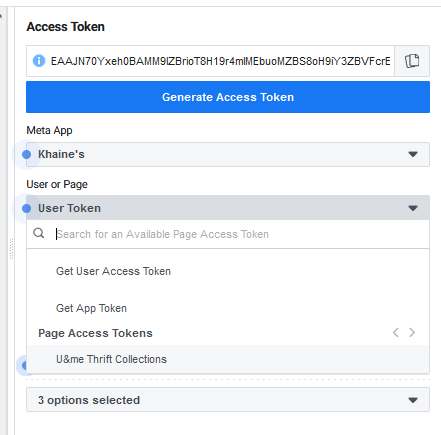 Access Token
EAAJN70Yxeh0BAMM9IZBrioT8H19r4mIMEbuoMZBS8oH9iY3ZBVFcrE
Generate Access Token
Meta App
Khaine's
User or Page
User Token
Search for an Available Page Access Token
Get User Access Token
Get App Token
Page Access Tokens
U&me Thrift Collections
3 options selected